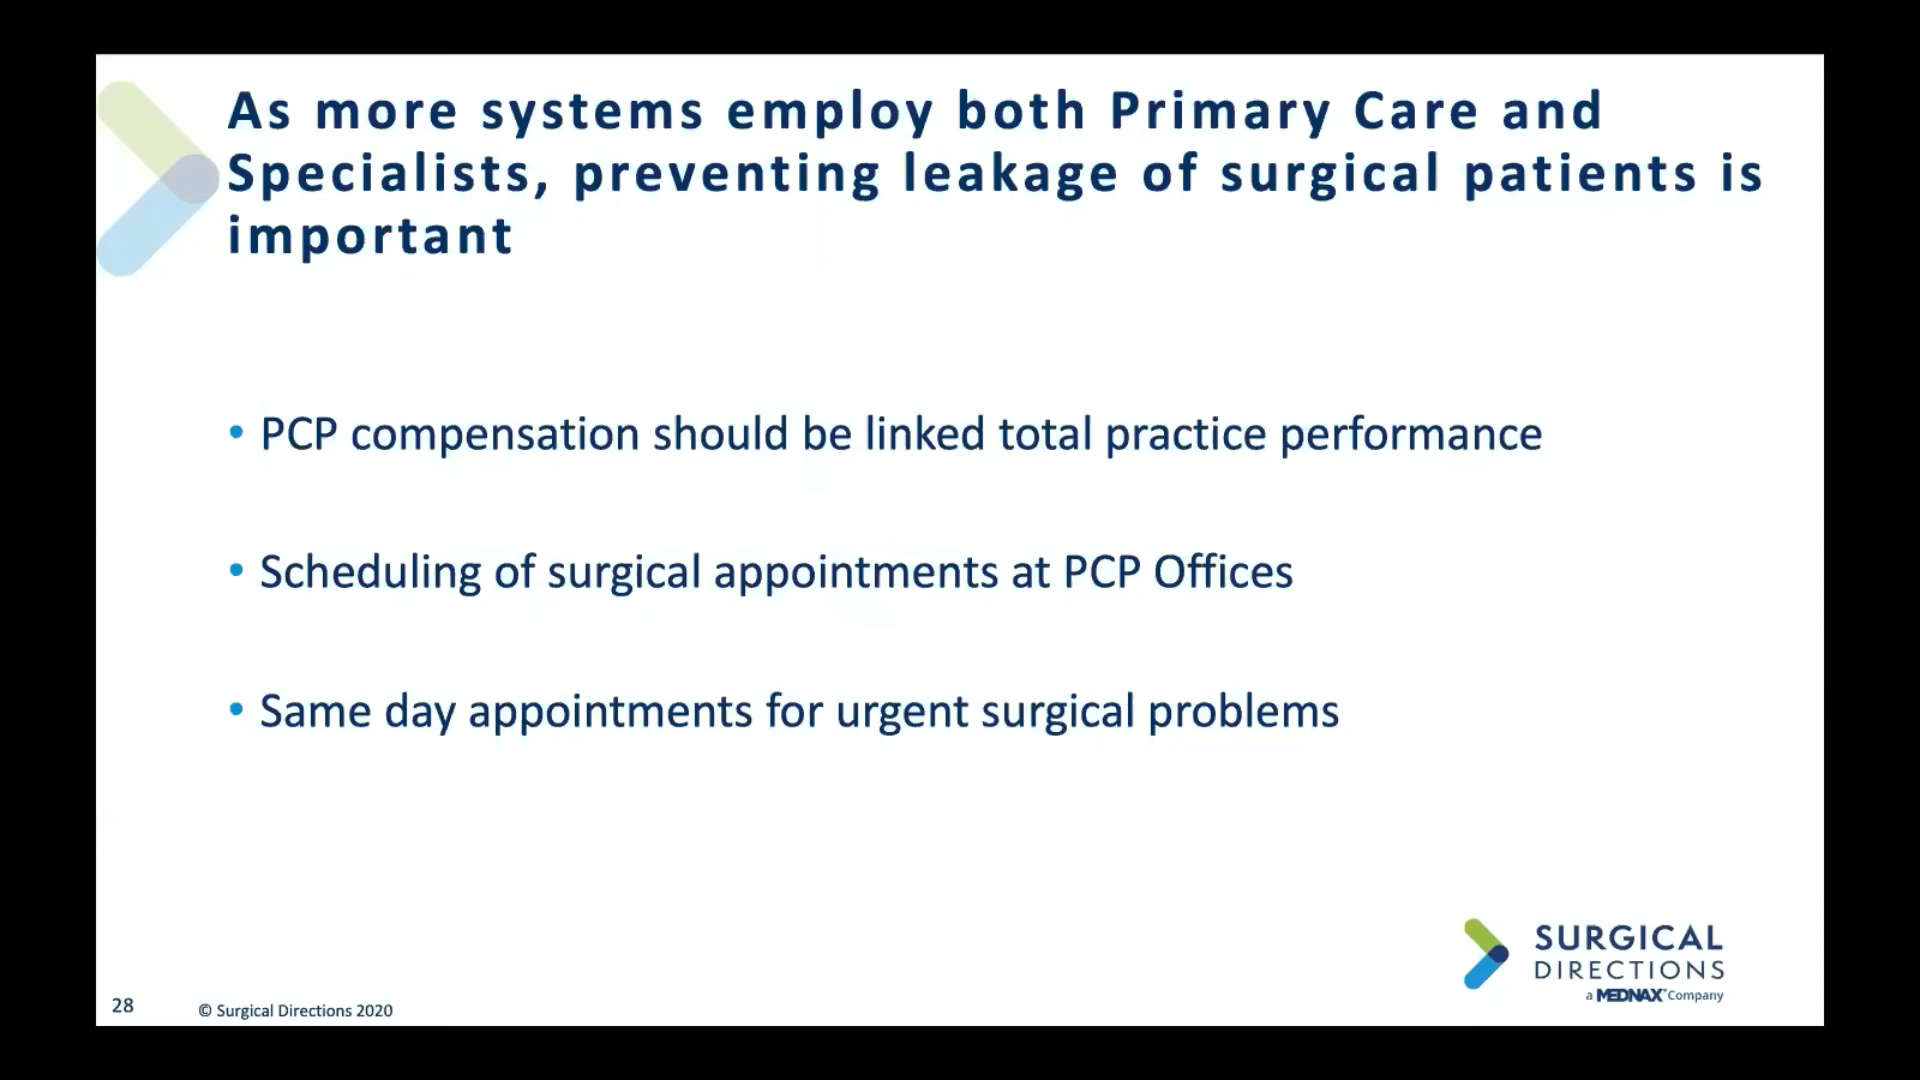 As more systems employ both Primary Care and
Specialists, preventing leakage of surgical patients is
important
• PCP compensation should be linked total practice performance
• Scheduling of surgical appointments at PCP Offices
• Same day appointments for urgent surgical problems
SURGICAL
DIRECTIONS
a MEDNAX® Company
28
© Surgical Directions 2020